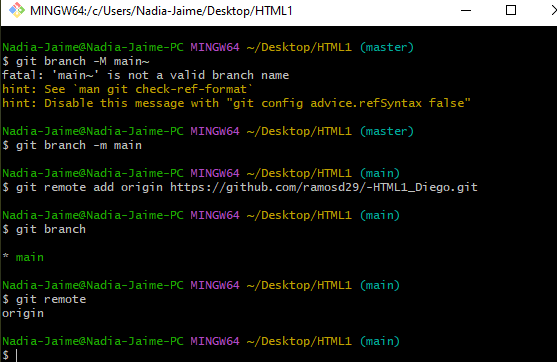 MINGW64:/c/Users/Nadia-Jaime/Desktop/HTML1
Nadia-Jaime@Nadia-Jaime-PC MINGW64 ~/Desktop/HTML1 (master)
$ git branch -M main~
fatal: 'main~' is not a valid branch name
hint: See `man git check-ref-format`
hint: Disable this message with "git config advice.refSyntax false"
Nadia-Jaime@Nadia-Jaime-PC MINGW64 ~/Desktop/HTML1 (master)
$ git branch -m main
Nadia-Jaime@Nadia-Jaime-PC MINGW64 ~/Desktop/HTML1 (main)
$ git remote add origin https://github.com/ramosd29/-HTML1_Diego.git
Nadia-Jaime@Nadia-Jaime-PC MINGW64 ~/Desktop/HTML1 (main)
$ git branch
* main
Nadia-Jaime@Nadia-Jaime-PC MINGW64 ~/Desktop/HTML1 (main)
$ git remote
origin
Nadia-Jaime@Nadia-Jaime-PC MINGW64 ~/Desktop/HTML1 (main)
$